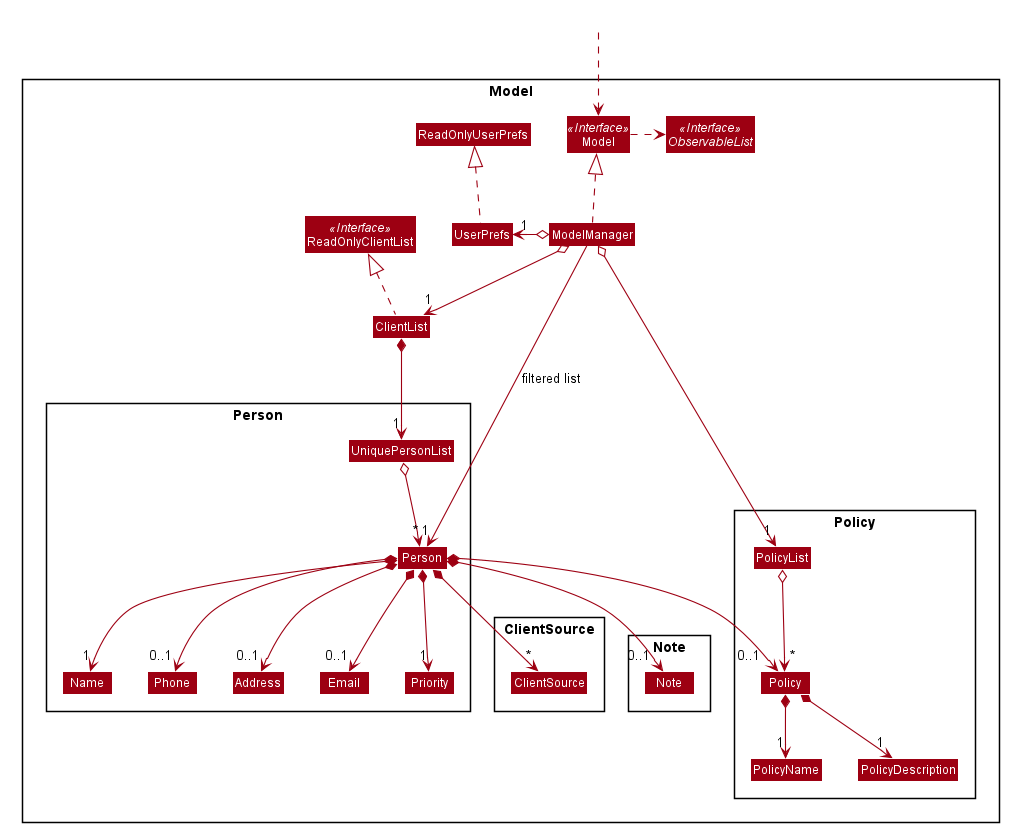 Model
«Interface»
Model
«Interface»
ObservableList
ReadOnlyUserPrefs
«Interface»
ReadOnlyClientList
UserPrefs
1
ModelManager
1
ClientList
filtered list
Person
1
UniquePersonList
Policy
* 1
1
Person
PolicyList
ClientSource
Note
1
0..1
0..1
0..1
1
*
0..1
0..1
*
Name
Phone
Address
Email
Priority
ClientSource
Note
Policy
1
1
PolicyName
PolicyDescription